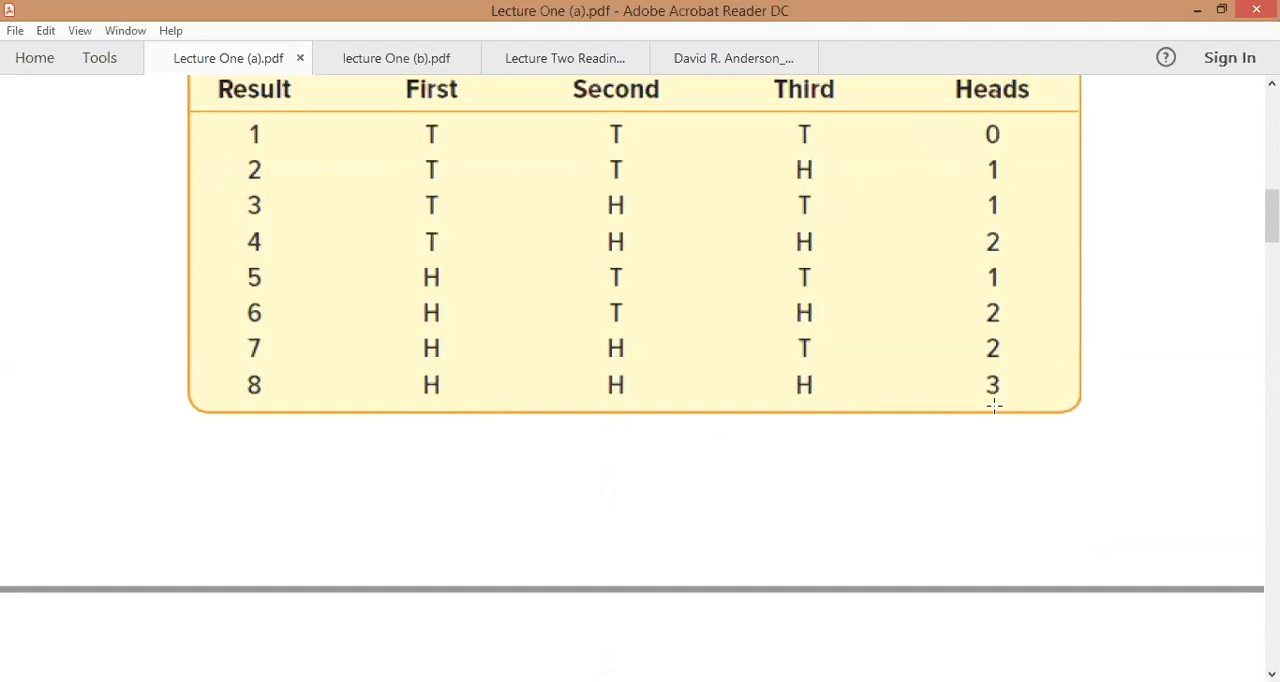 Lecture One (a).pdf - Adobe Acrobat Reader DC
File Edit View Window Help
Home Tools Lecture One (a).pdf × lecture One (b).pdf Lecture Two Readin... David R. Anderson_... ? Sign In
Result First Second Third Heads
1 T T T 0
2 T T H 1
3 T H T 1
4 T H H 2
5 H T T 1
6 H T H 2
7 H H T 2
8 H H H 3